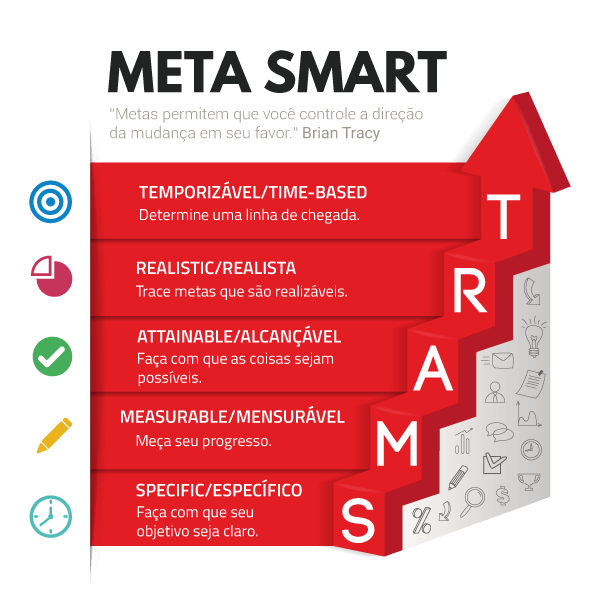 META SMART
“Metas permitem que você controle a direção
da mudança em seu favor.” Brian Tracy
TEMPORIZÁVEL/TIME-BASED
Determine uma linha de chegada.
T
REALISTIC/REALISTA
Trace metas que são realizáveis.
R
ATTAINABLE/ALCANÇÁVEL
Faça com que as coisas sejam
possíveis.
A
MEASURABLE/MENSURÁVEL
Meça seu progresso.
M
SPECIFIC/ESPECÍFICO
Faça com que seu
objetivo seja claro.
S
%
$